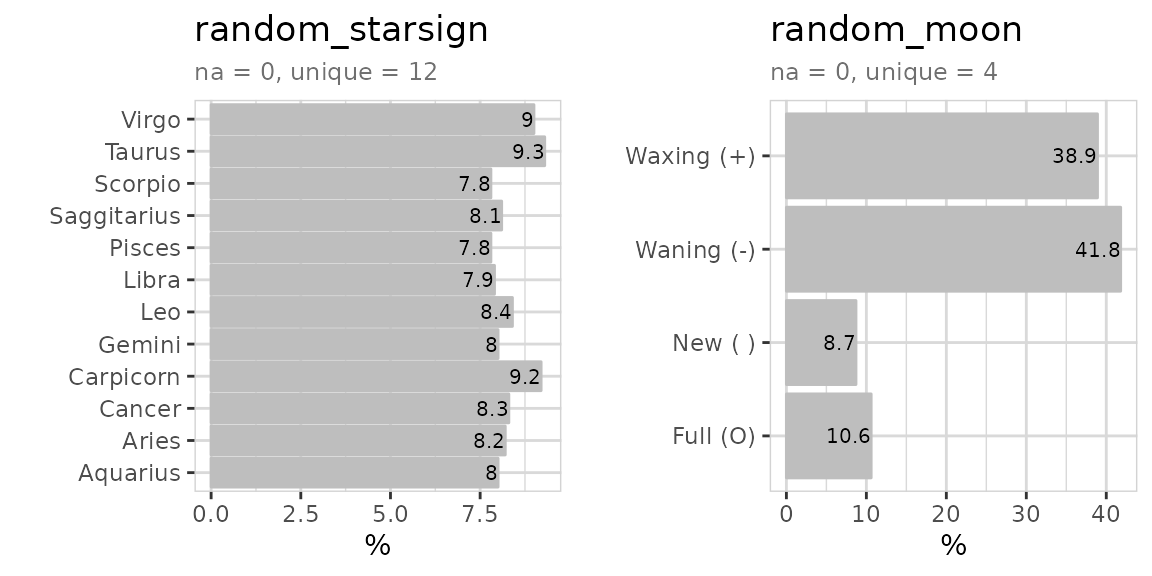 random_starsign
na = 0, unique = 12
Virgo 9
Taurus 9.3
Scorpio 7.8
Saggitarius 8.1
Pisces 7.8
Libra 7.9
Leo 8.4
Gemini 8
Carpicorn 9.2
Cancer 8.3
Aries 8.2
Aquarius 8
0.0 2.5 5.0 7.5
%
random_moon
na = 0, unique = 4
Waxing (+) 38.9
Waning (-) 41.8
New ( ) 8.7
Full (O) 10.6
0 10 20 30 40
%